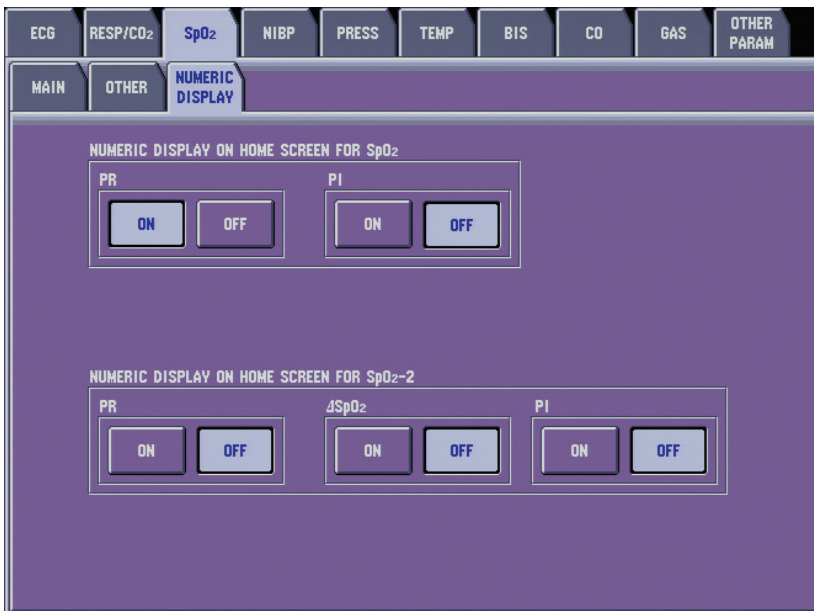 ECG RESP/CO₂ SpO₂ NIBP PRESS TEMP BIS CO GAS OTHER PARAM
MAIN OTHER NUMERIC DISPLAY
NUMERIC DISPLAY ON HOME SCREEN FOR SpO₂
PR PI
ON OFF ON OFF
NUMERIC DISPLAY ON HOME SCREEN FOR SpO₂-2
PR ΔSpO₂ PI
ON OFF ON OFF ON OFF